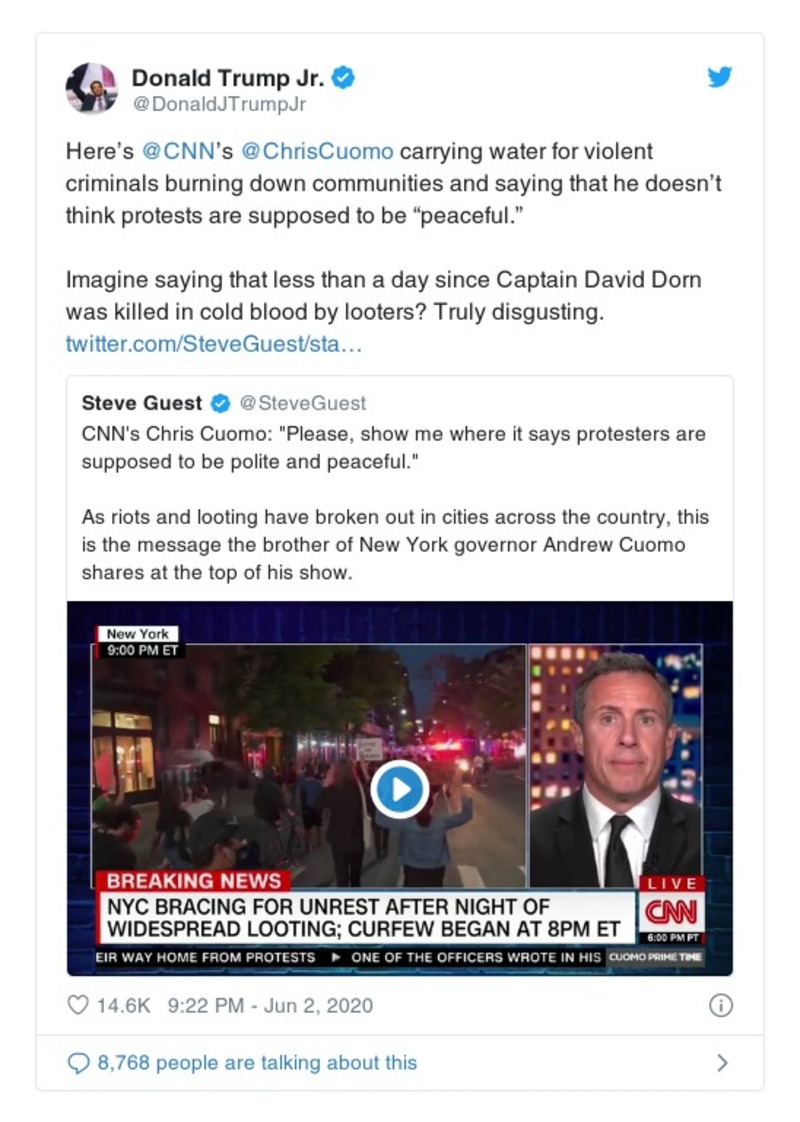 Donald Trump Jr.
@DonaldJTrumpJr
Here’s @CNN’s @ChrisCuomo carrying water for violent
criminals burning down communities and saying that he doesn’t
think protests are supposed to be “peaceful.”
Imagine saying that less than a day since Captain David Dorn
was killed in cold blood by looters? Truly disgusting.
twitter.com/SteveGuest/sta…
Steve Guest @SteveGuest
CNN's Chris Cuomo: "Please, show me where it says protesters are
supposed to be polite and peaceful."
As riots and looting have broken out in cities across the country, this
is the message the brother of New York governor Andrew Cuomo
shares at the top of his show.
New York
9:00 PM ET
BREAKING NEWS
NYC BRACING FOR UNREST AFTER NIGHT OF
WIDESPREAD LOOTING; CURFEW BEGAN AT 8PM ET
LIVE
CNN
6:00 PM PT
EIR WAY HOME FROM PROTESTS ▶ ONE OF THE OFFICERS WROTE IN HIS
CUOMO PRIME TIME
14.6K 9:22 PM - Jun 2, 2020
8,768 people are talking about this